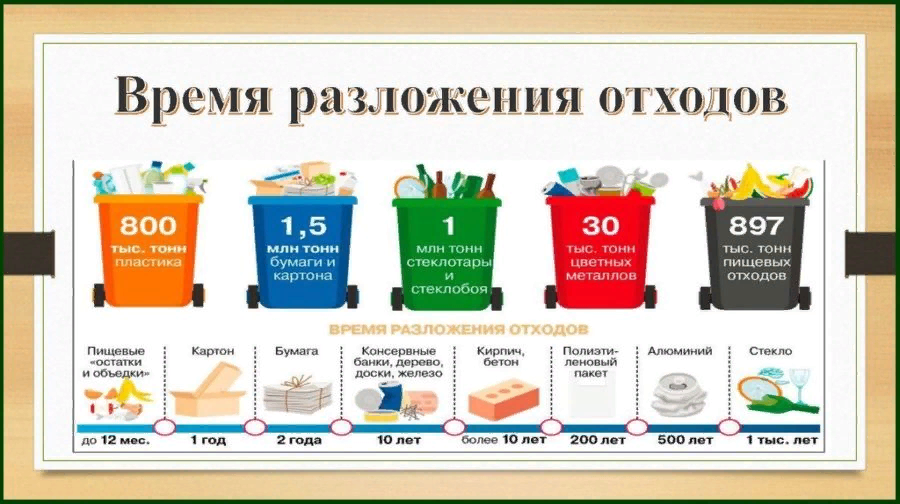 Время разложения отходов
800
тыс. тонн
пластика
1,5
млн тонн
бумаги и
картона
1
млн тонн
стеклотары
и
стеклобоя
30
тыс. тонн
цветных
металлов
897
тыс. тонн
пищевых
отходов
ВРЕМЯ РАЗЛОЖЕНИЯ ОТХОДОВ
Пищевые
«остатки
и объедки»
до 12 мес.
Картон
1 год
Бумага
2 года
Консервные
банки, дерево,
доски, железо
10 лет
Кирпич,
бетон
более 10 лет
Полиэти-
леновый
пакет
200 лет
Алюминий
500 лет
Стекло
1 тыс. лет